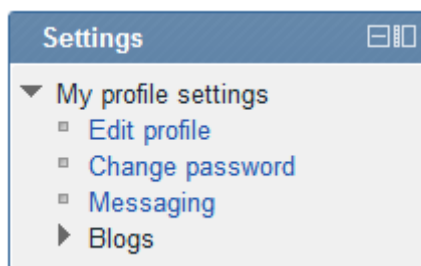 Settings
My profile settings
Edit profile
Change password
Messaging
Blogs